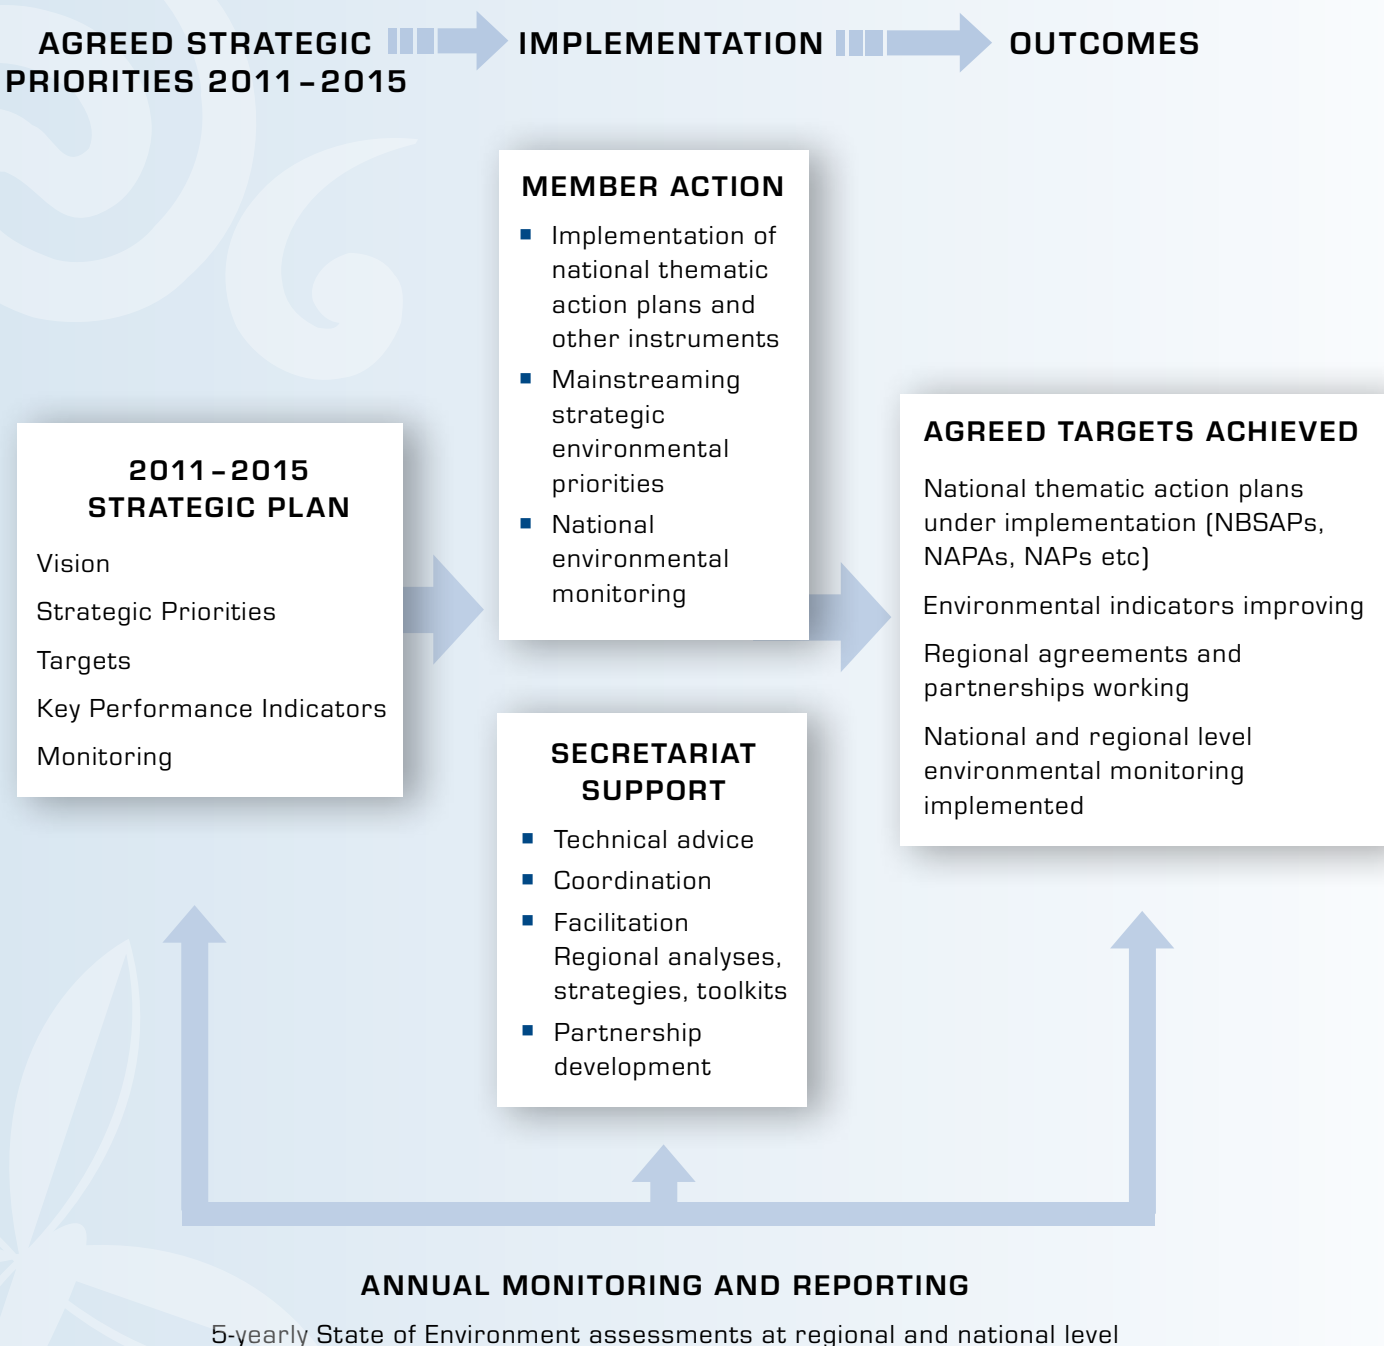 AGREED STRATEGIC
PRIORITIES 2011–2015
IMPLEMENTATION
OUTCOMES
2011–2015
STRATEGIC PLAN
Vision
Strategic Priorities
Targets
Key Performance Indicators
Monitoring
MEMBER ACTION
Implementation of
national thematic
action plans and
other instruments
Mainstreaming
strategic
environmental
priorities
National
environmental
monitoring
SECRETARIAT
SUPPORT
Technical advice
Coordination
Facilitation
Regional analyses,
strategies, toolkits
Partnership
development
AGREED TARGETS ACHIEVED
National thematic action plans
under implementation (NBSAPs,
NAPAs, NAPs etc)
Environmental indicators improving
Regional agreements and
partnerships working
National and regional level
environmental monitoring
implemented
ANNUAL MONITORING AND REPORTING
5-yearly State of Environment assessments at regional and national level